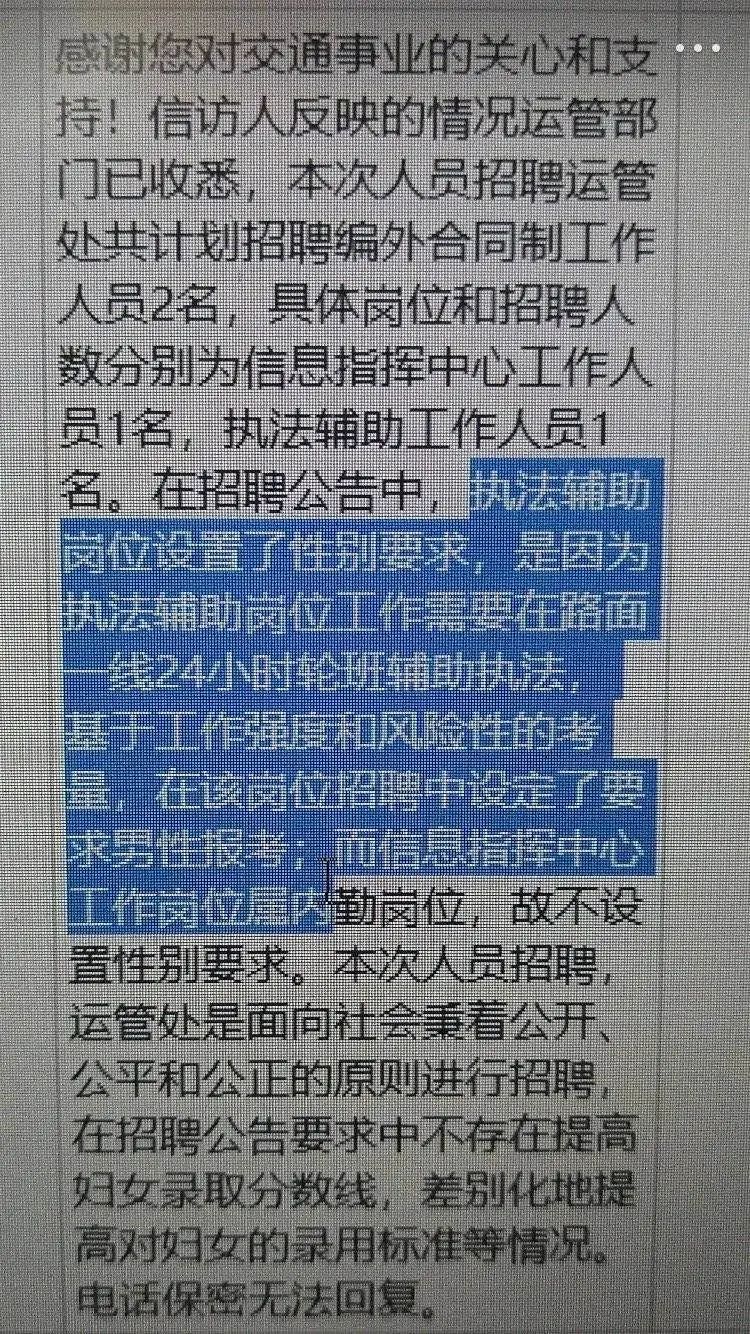 感谢您对交通事业的关心和支
持！信访人反映的情况运管部
门已收悉，本次人员招聘运管
处共计划招聘编外合同制工作
人员2名，具体岗位和招聘人
数分别为信息指挥中心工作人
员1名，执法辅助工作人员1
名。在招聘公告中，执法辅助
岗位设置了性别要求，是因为
执法辅助岗位工作需要在路面
一线24小时轮班辅助执法，
基于工作强度和风险性的考
量，在该岗位招聘中设定了要
求男性报考；而信息指挥中心
工作岗位属内勤岗位，故不设
置性别要求。本次人员招聘，
运管处是面向社会秉着公开、
公平和公正的原则进行招聘，
在招聘公告要求中不存在提高
妇女录取分数线，差别化地提
高对妇女的录用标准等情况。
电话保密无法回复。